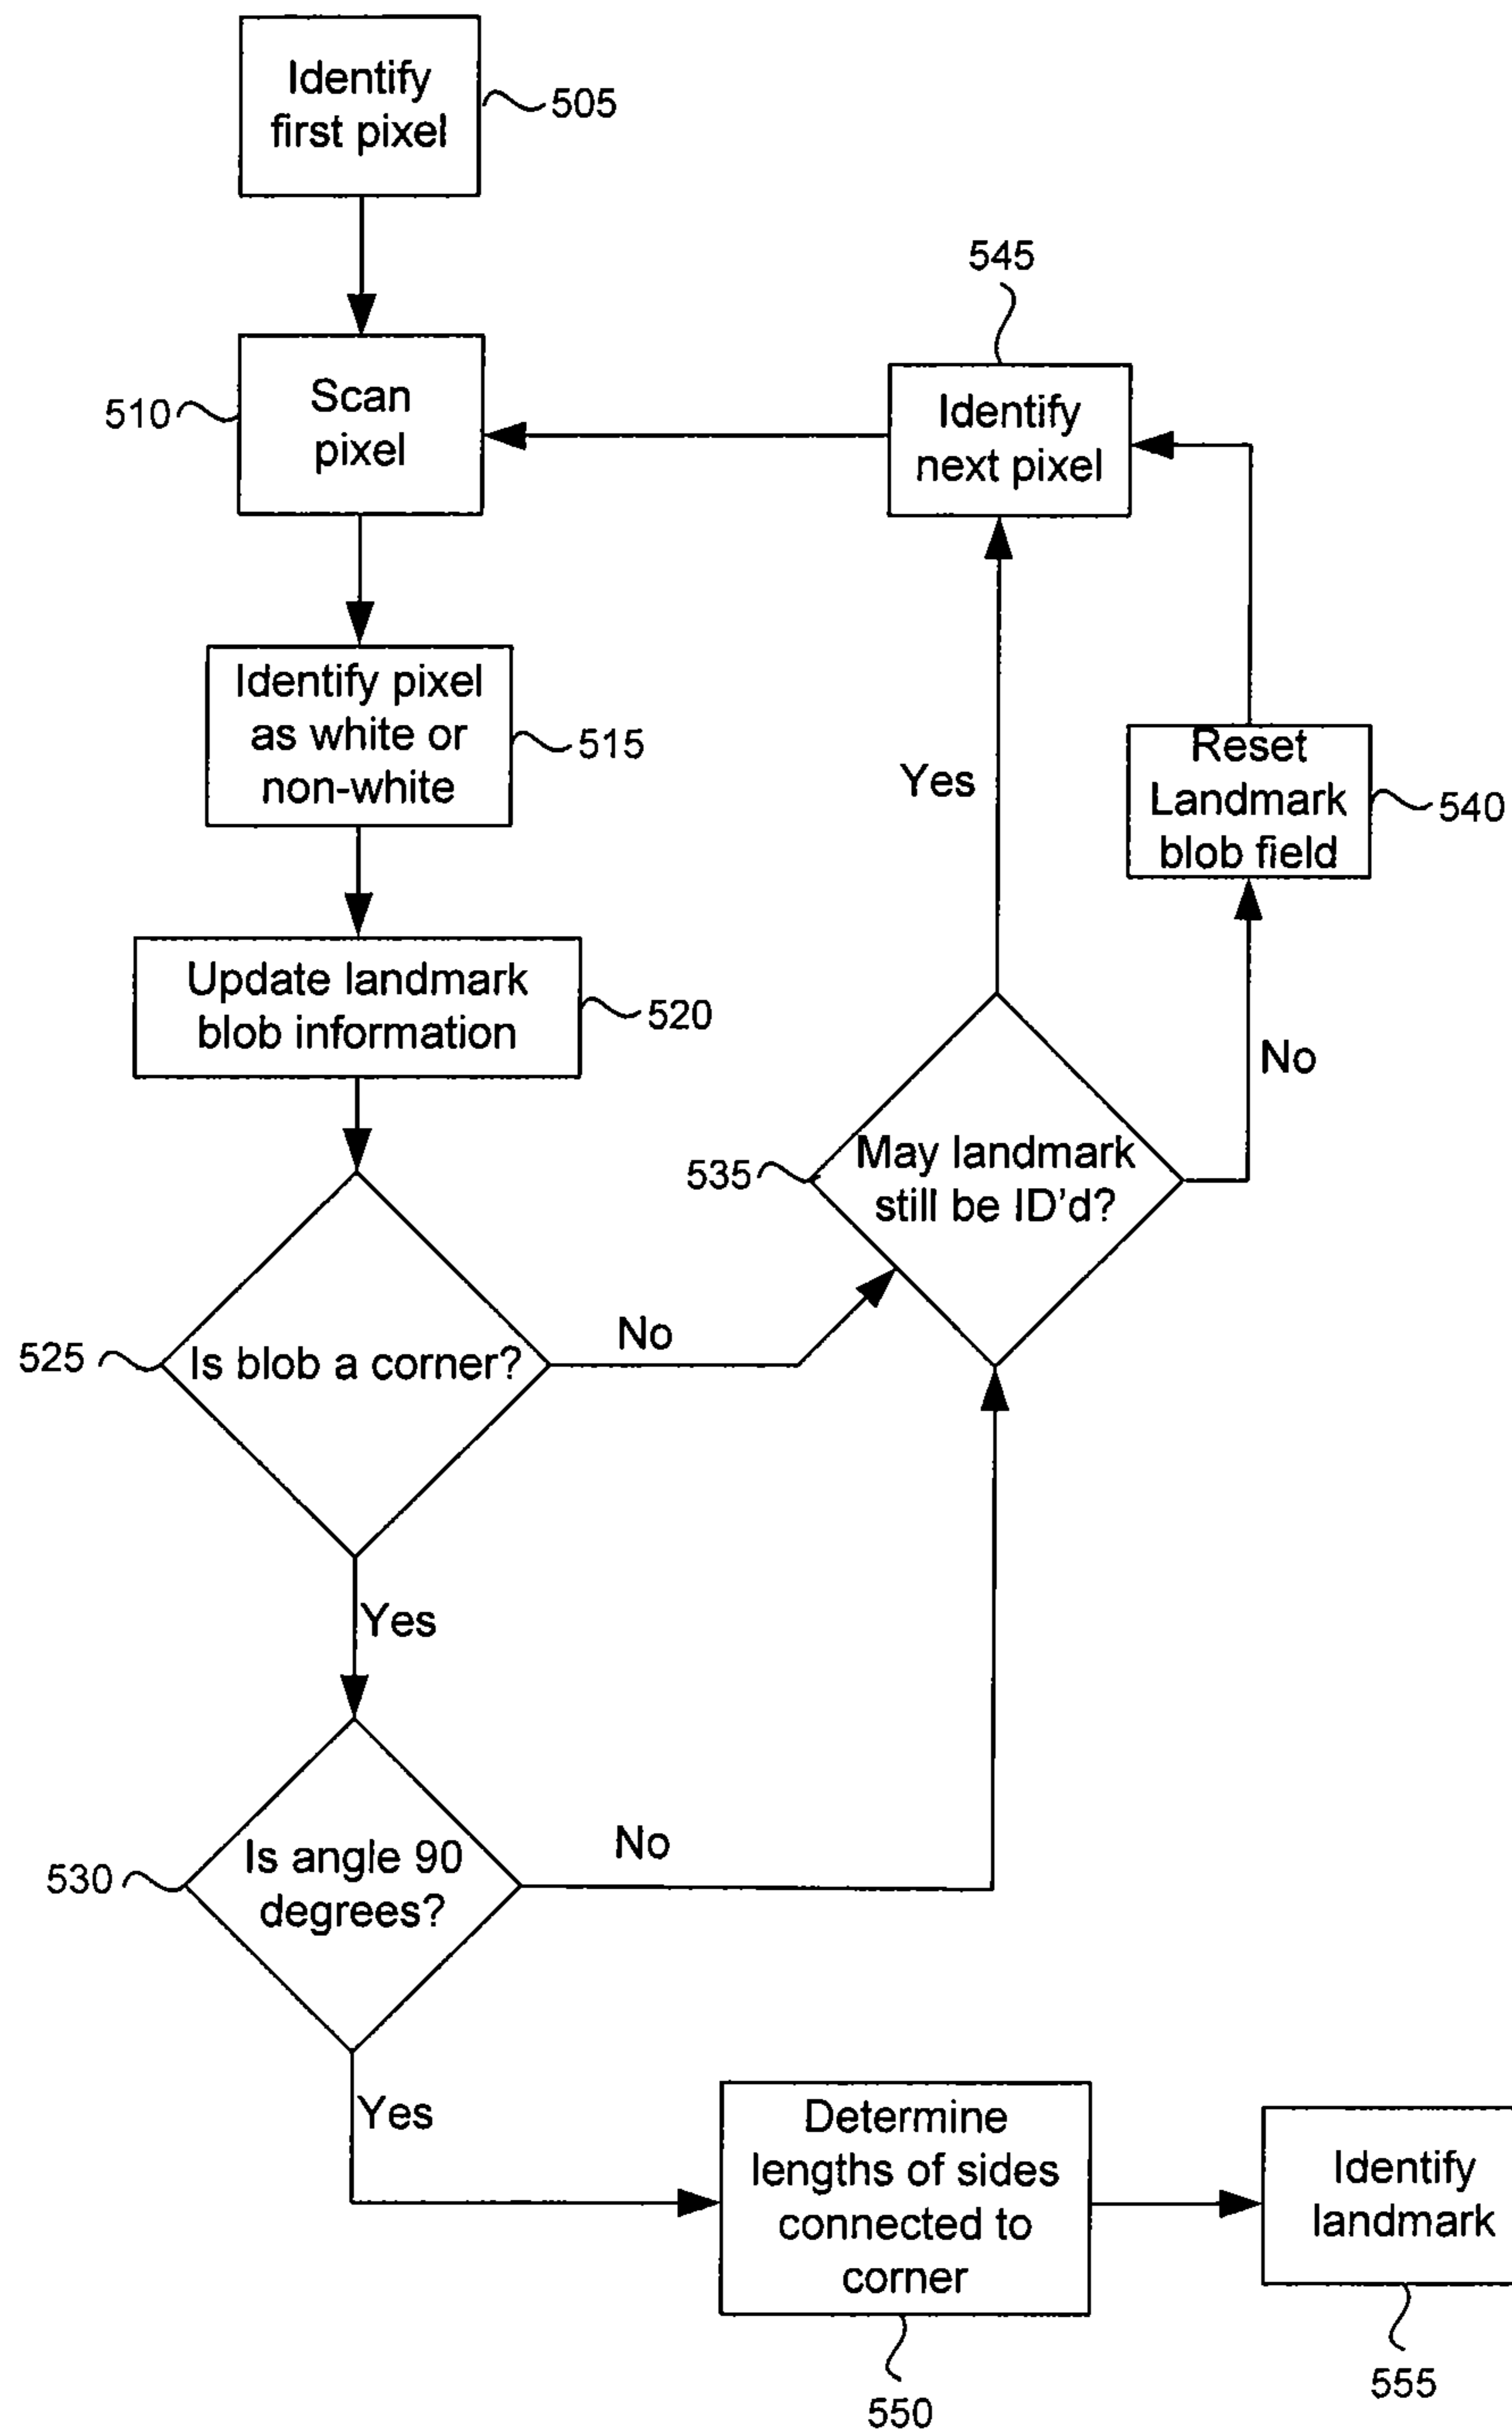 Identify
first pixel
505
545
Scan
pixel
510
Identify
next pixel
Identify pixel
as white or
non-white
515
Yes
Reset
Landmark
blob field
540
Update landmark
blob information
520
No
May landmark
still be ID'd?
535
Is blob a corner?
525
No
Yes
Is angle 90
degrees?
530
No
Yes
Determine
lengths of sides
connected to
corner
550
Identify
landmark
555